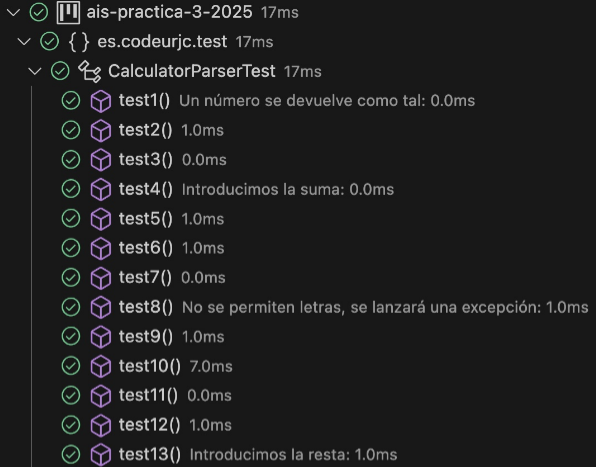 ais-practica-3-2025 17ms
{ } es.codeurjc.test 17ms
CalculatorParserTest 17ms
test1() Un número se devuelve como tal: 0.0ms
test2() 1.0ms
test3() 0.0ms
test4() Introducimos la suma: 0.0ms
test5() 1.0ms
test6() 1.0ms
test7() 0.0ms
test8() No se permiten letras, se lanzará una excepción: 1.0ms
test9() 1.0ms
test10() 7.0ms
test11() 0.0ms
test12() 1.0ms
test13() Introducimos la resta: 1.0ms